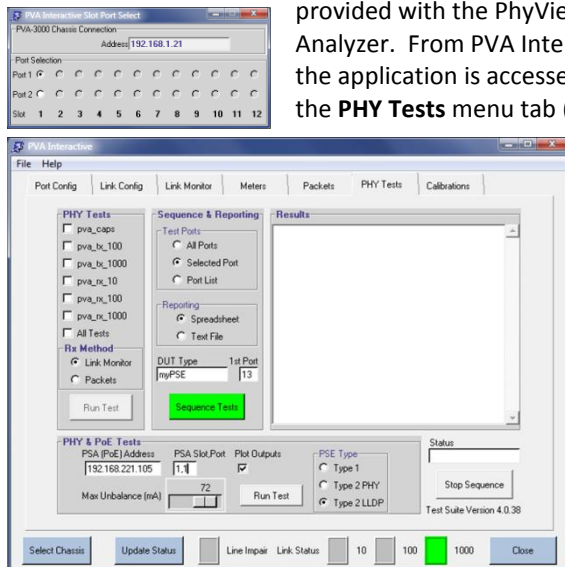 PVA Interactive Slot Port Select
PVA-3000 Chassis Connection
Address 192.168.1.21
Port Selection
Port 1
Port 2
Slot 1 2 3 4 5 6 7 8 9 10 11 12
provided with the PhyVie
Analyzer. From PVA Inte
the application is accesse
the PHY Tests menu tab (
PVA Interactive
File Help
Port Config Link Config Link Monitor Meters Packets PHY Tests Calibrations
PHY Tests
pva_caps
pva_tx_100
pva_tx_1000
pva_rx_10
pva_rx_100
pva_rx_1000
All Tests
Rx Method
Link Monitor
Packets
Run Test
Sequence & Reporting
Test Ports
All Ports
Selected Port
Port List
Reporting
Spreadsheet
Text File
DUT Type 1st Port
myPSE 13
Sequence Tests
Results
PHY & PoE Tests
PSA (PoE) Address PSA Slot,Port Plot Outputs
192.168.221.105 1,1
Max Unbalance (mA) 72
Run Test
PSE Type
Type 1
Type 2 PHY
Type 2 LLDP
Status
Stop Sequence
Test Suite Version 4.0.38
Select Chassis Update Status Line Impair Link Status 10 100 1000 Close